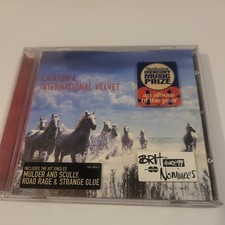 CATATONIA
INTERNATIONAL VELVET
MERCURY
MUSIC
PRIZE
an album
of the year
BRIT
Nominees
INCLUDES THE HIT SINGLES
MULDER AND SCULLY,
ROAD RAGE & STRANGE GLUE